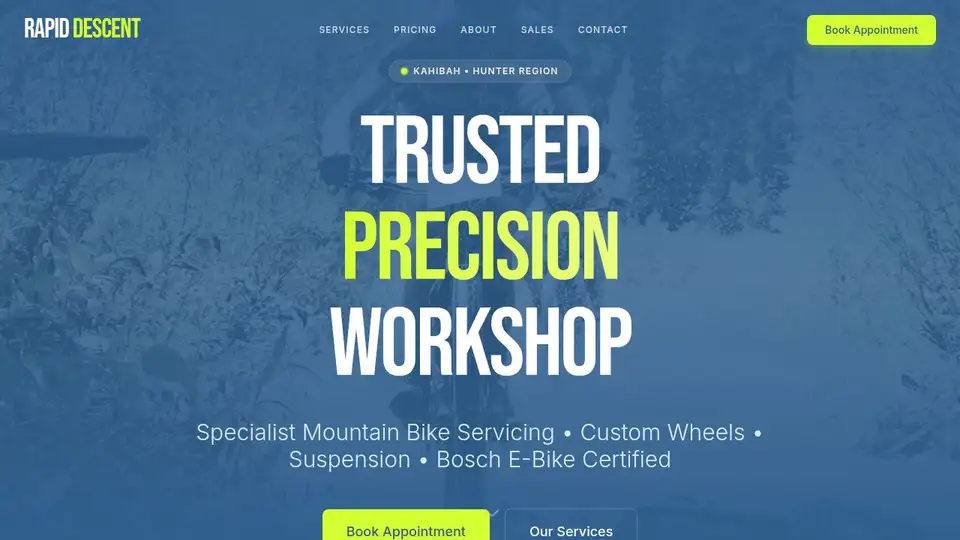 RAPID DESCENT
SERVICES PRICING ABOUT SALES CONTACT
Book Appointment
KAHIBAH • HUNTER REGION
TRUSTED
PRECISION
WORKSHOP
Specialist Mountain Bike Servicing • Custom Wheels •
Suspension • Bosch E-Bike Certified
Book Appointment
Our Services